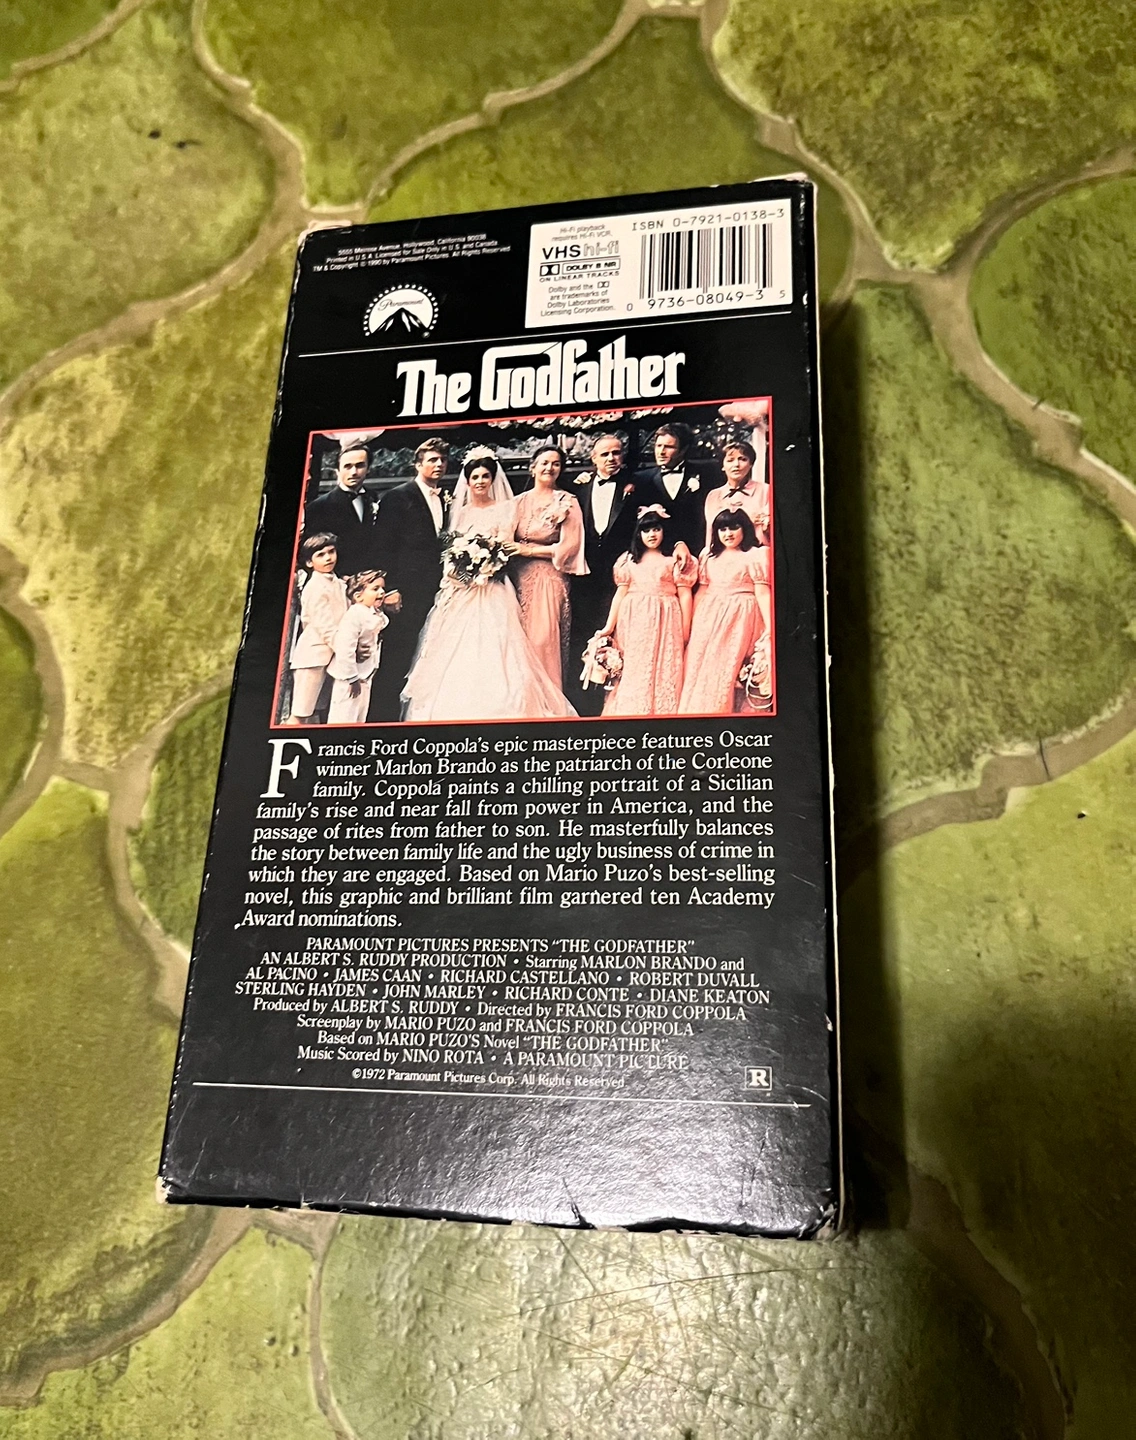 5555 Melrose Avenue, Hollywood, California 90038
Printed in U.S.A. Licensed for Sale Only in U.S. and Canada
TM & Copyright © 1990 by Paramount Pictures. All Rights Reserved
Paramount
Hi-Fi playback
requires Hi-Fi VCR.
VHS hi-fi
DOLBY B NR
ON LINEAR TRACKS
Dolby and the
are trademarks of
Dolby Laboratories
Licensing Corporation.
ISBN 0-7921-0138-3
0 9736-08049-3 5
The Godfather
Francis Ford Coppola's epic masterpiece features Oscar
winner Marlon Brando as the patriarch of the Corleone
family. Coppola paints a chilling portrait of a Sicilian
family's rise and near fall from power in America, and the
passage of rites from father to son. He masterfully balances
the story between family life and the ugly business of crime in
which they are engaged. Based on Mario Puzo's best-selling
novel, this graphic and brilliant film garnered ten Academy
Award nominations.
PARAMOUNT PICTURES PRESENTS "THE GODFATHER"
AN ALBERT S. RUDDY PRODUCTION • Starring MARLON BRANDO and
AL PACINO • JAMES CAAN • RICHARD CASTELLANO • ROBERT DUVALL
STERLING HAYDEN • JOHN MARLEY • RICHARD CONTE • DIANE KEATON
Produced by ALBERT S. RUDDY • Directed by FRANCIS FORD COPPOLA
Screenplay by MARIO PUZO and FRANCIS FORD COPPOLA
Based on MARIO PUZO'S Novel "THE GODFATHER"
Music Scored by NINO ROTA • A PARAMOUNT PICTURE
©1972 Paramount Pictures Corp. All Rights Reserved
R